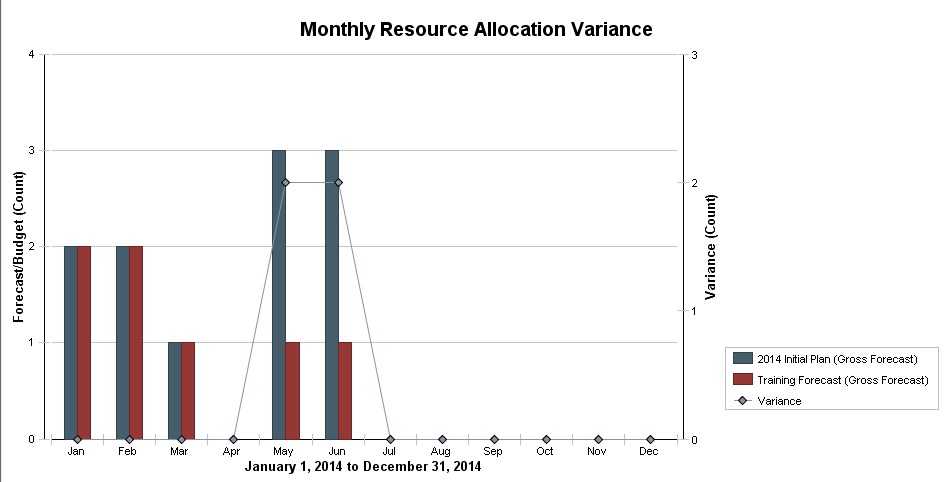 Monthly Resource Allocation Variance
4
3
2
1
0
Forecast/Budget (Count)
3
2
1
0
Variance (Count)
Jan Feb Mar Apr May Jun Jul Aug Sep Oct Nov Dec
January 1, 2014 to December 31, 2014
2014 Initial Plan (Gross Forecast)
Training Forecast (Gross Forecast)
Variance